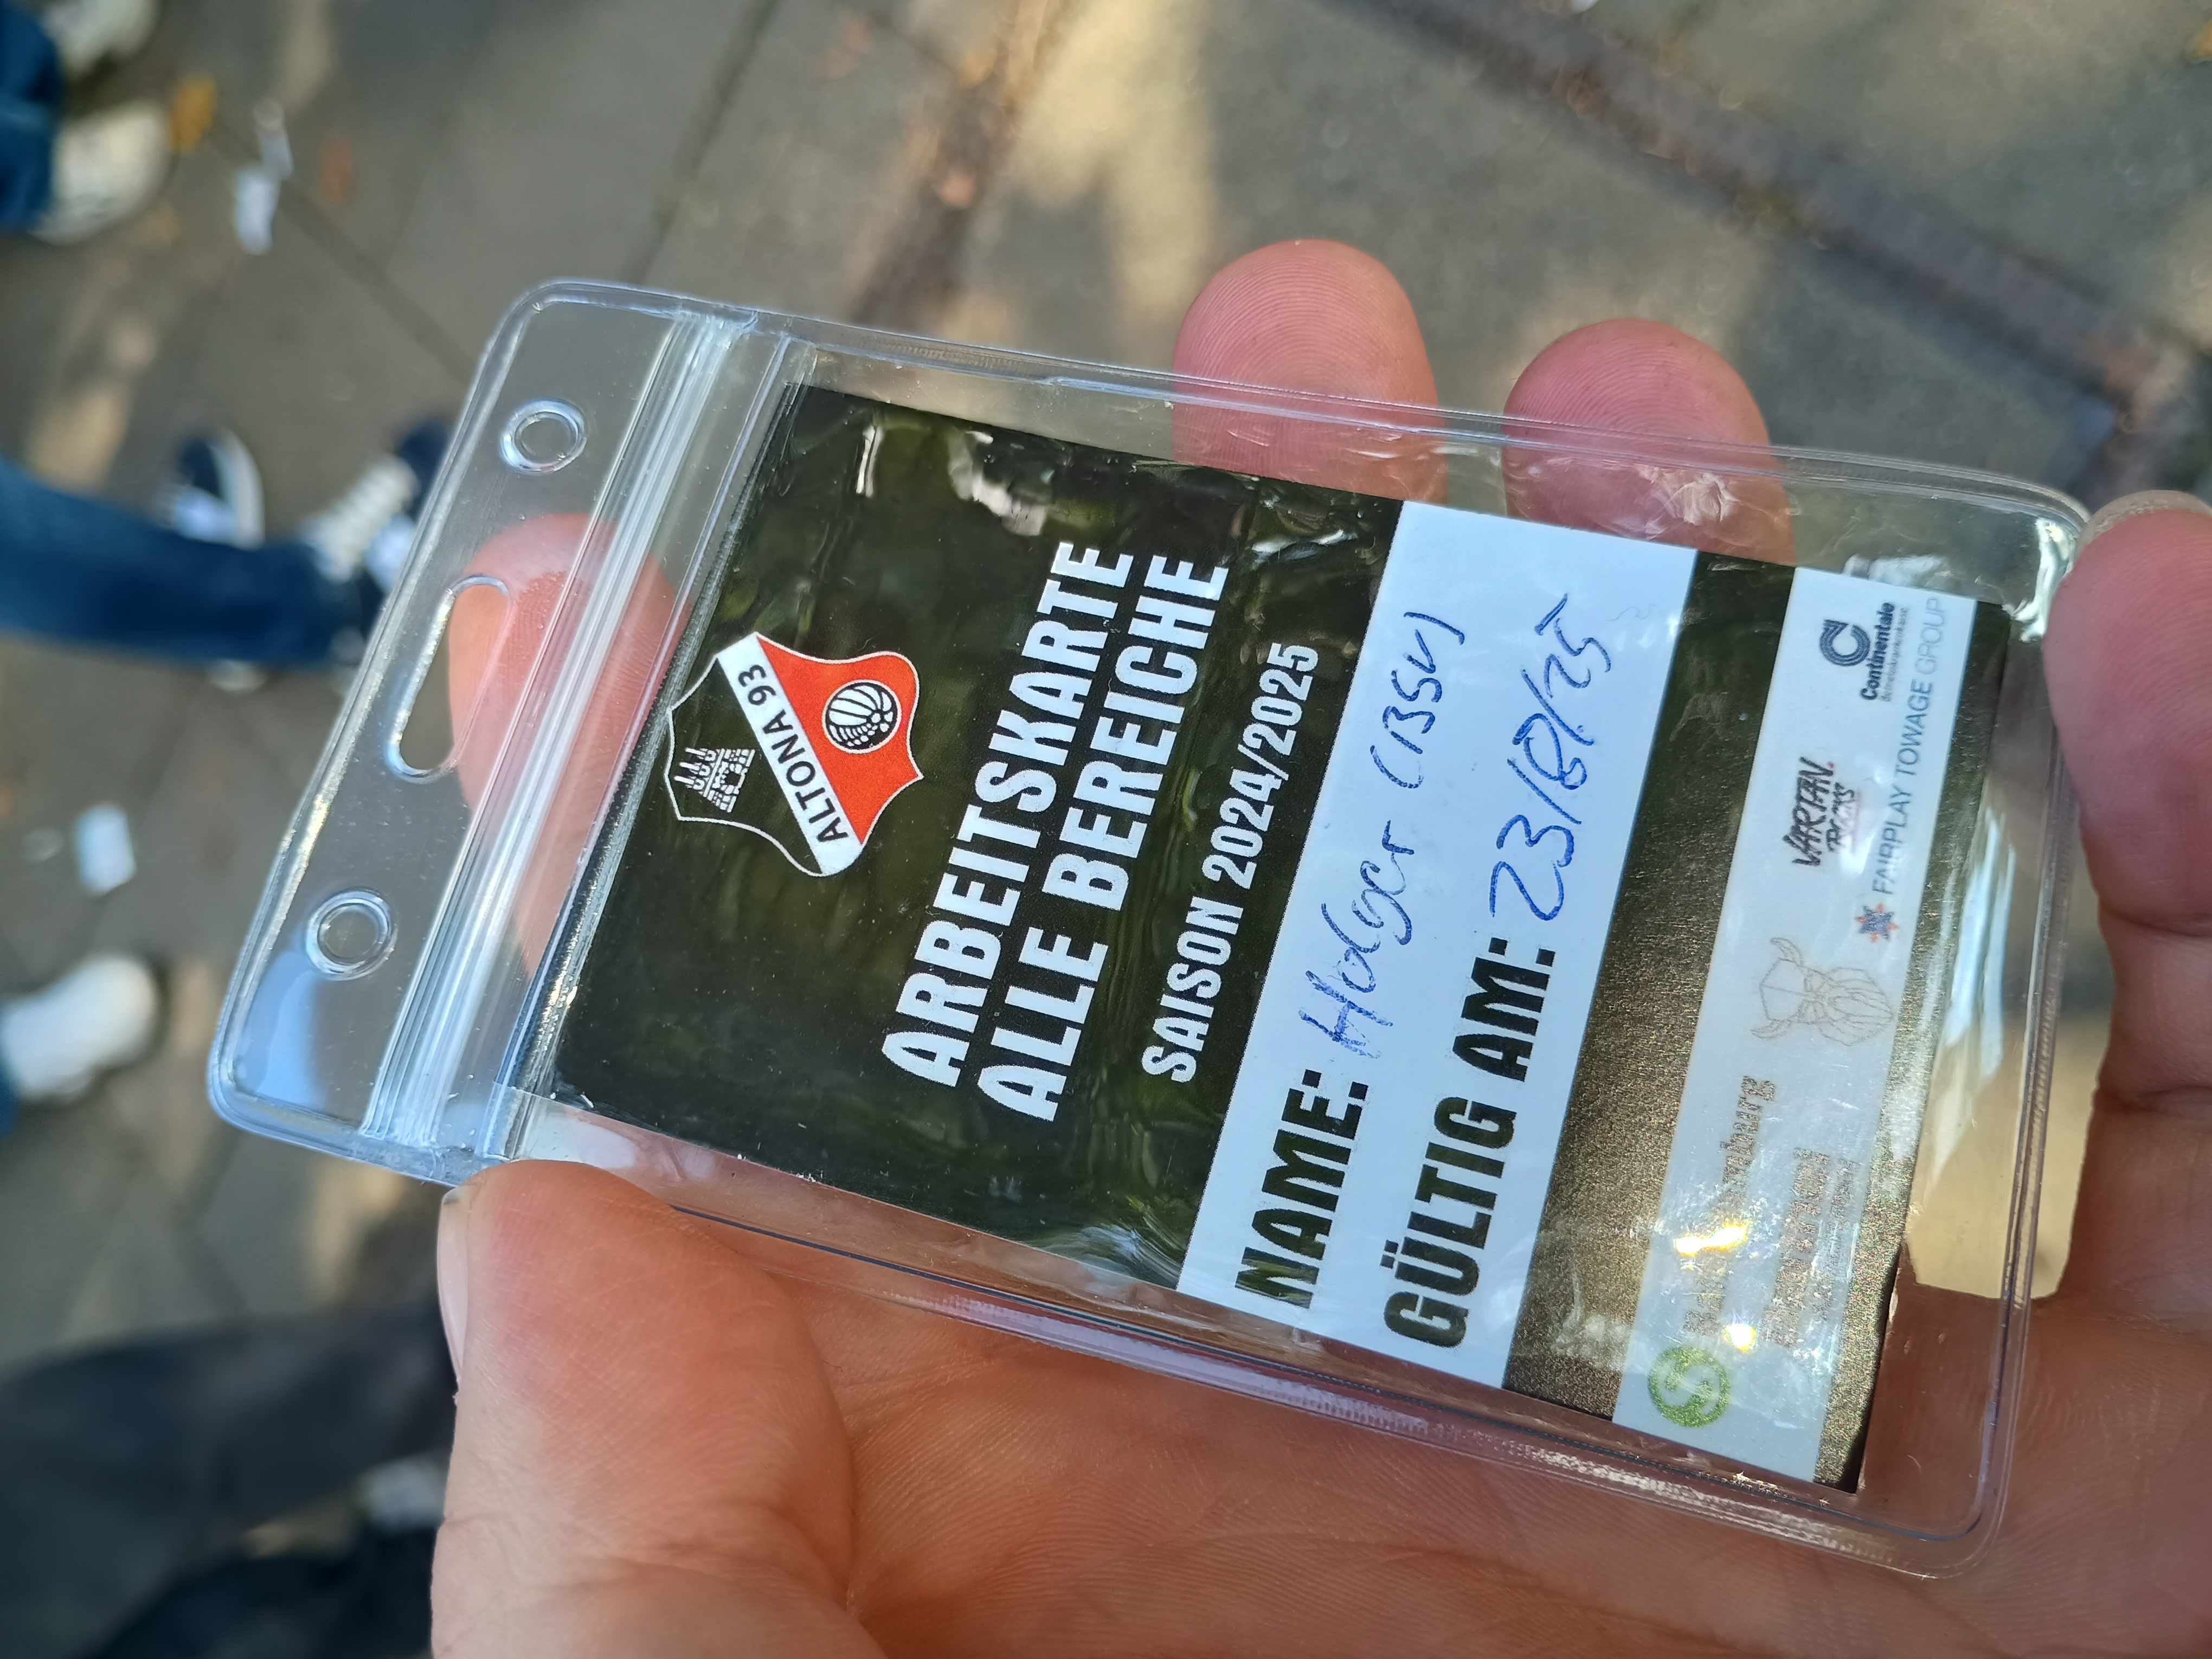 ALTONA 93
ARBEITSKARTE
ALLE BEREICHE
SAISON 2024/2025
NAME: Holger (BSU)
GÜLTIG AM: 23/8/25
VARTAN
Continentale
FAIRPLAY TOWAGE GROUP